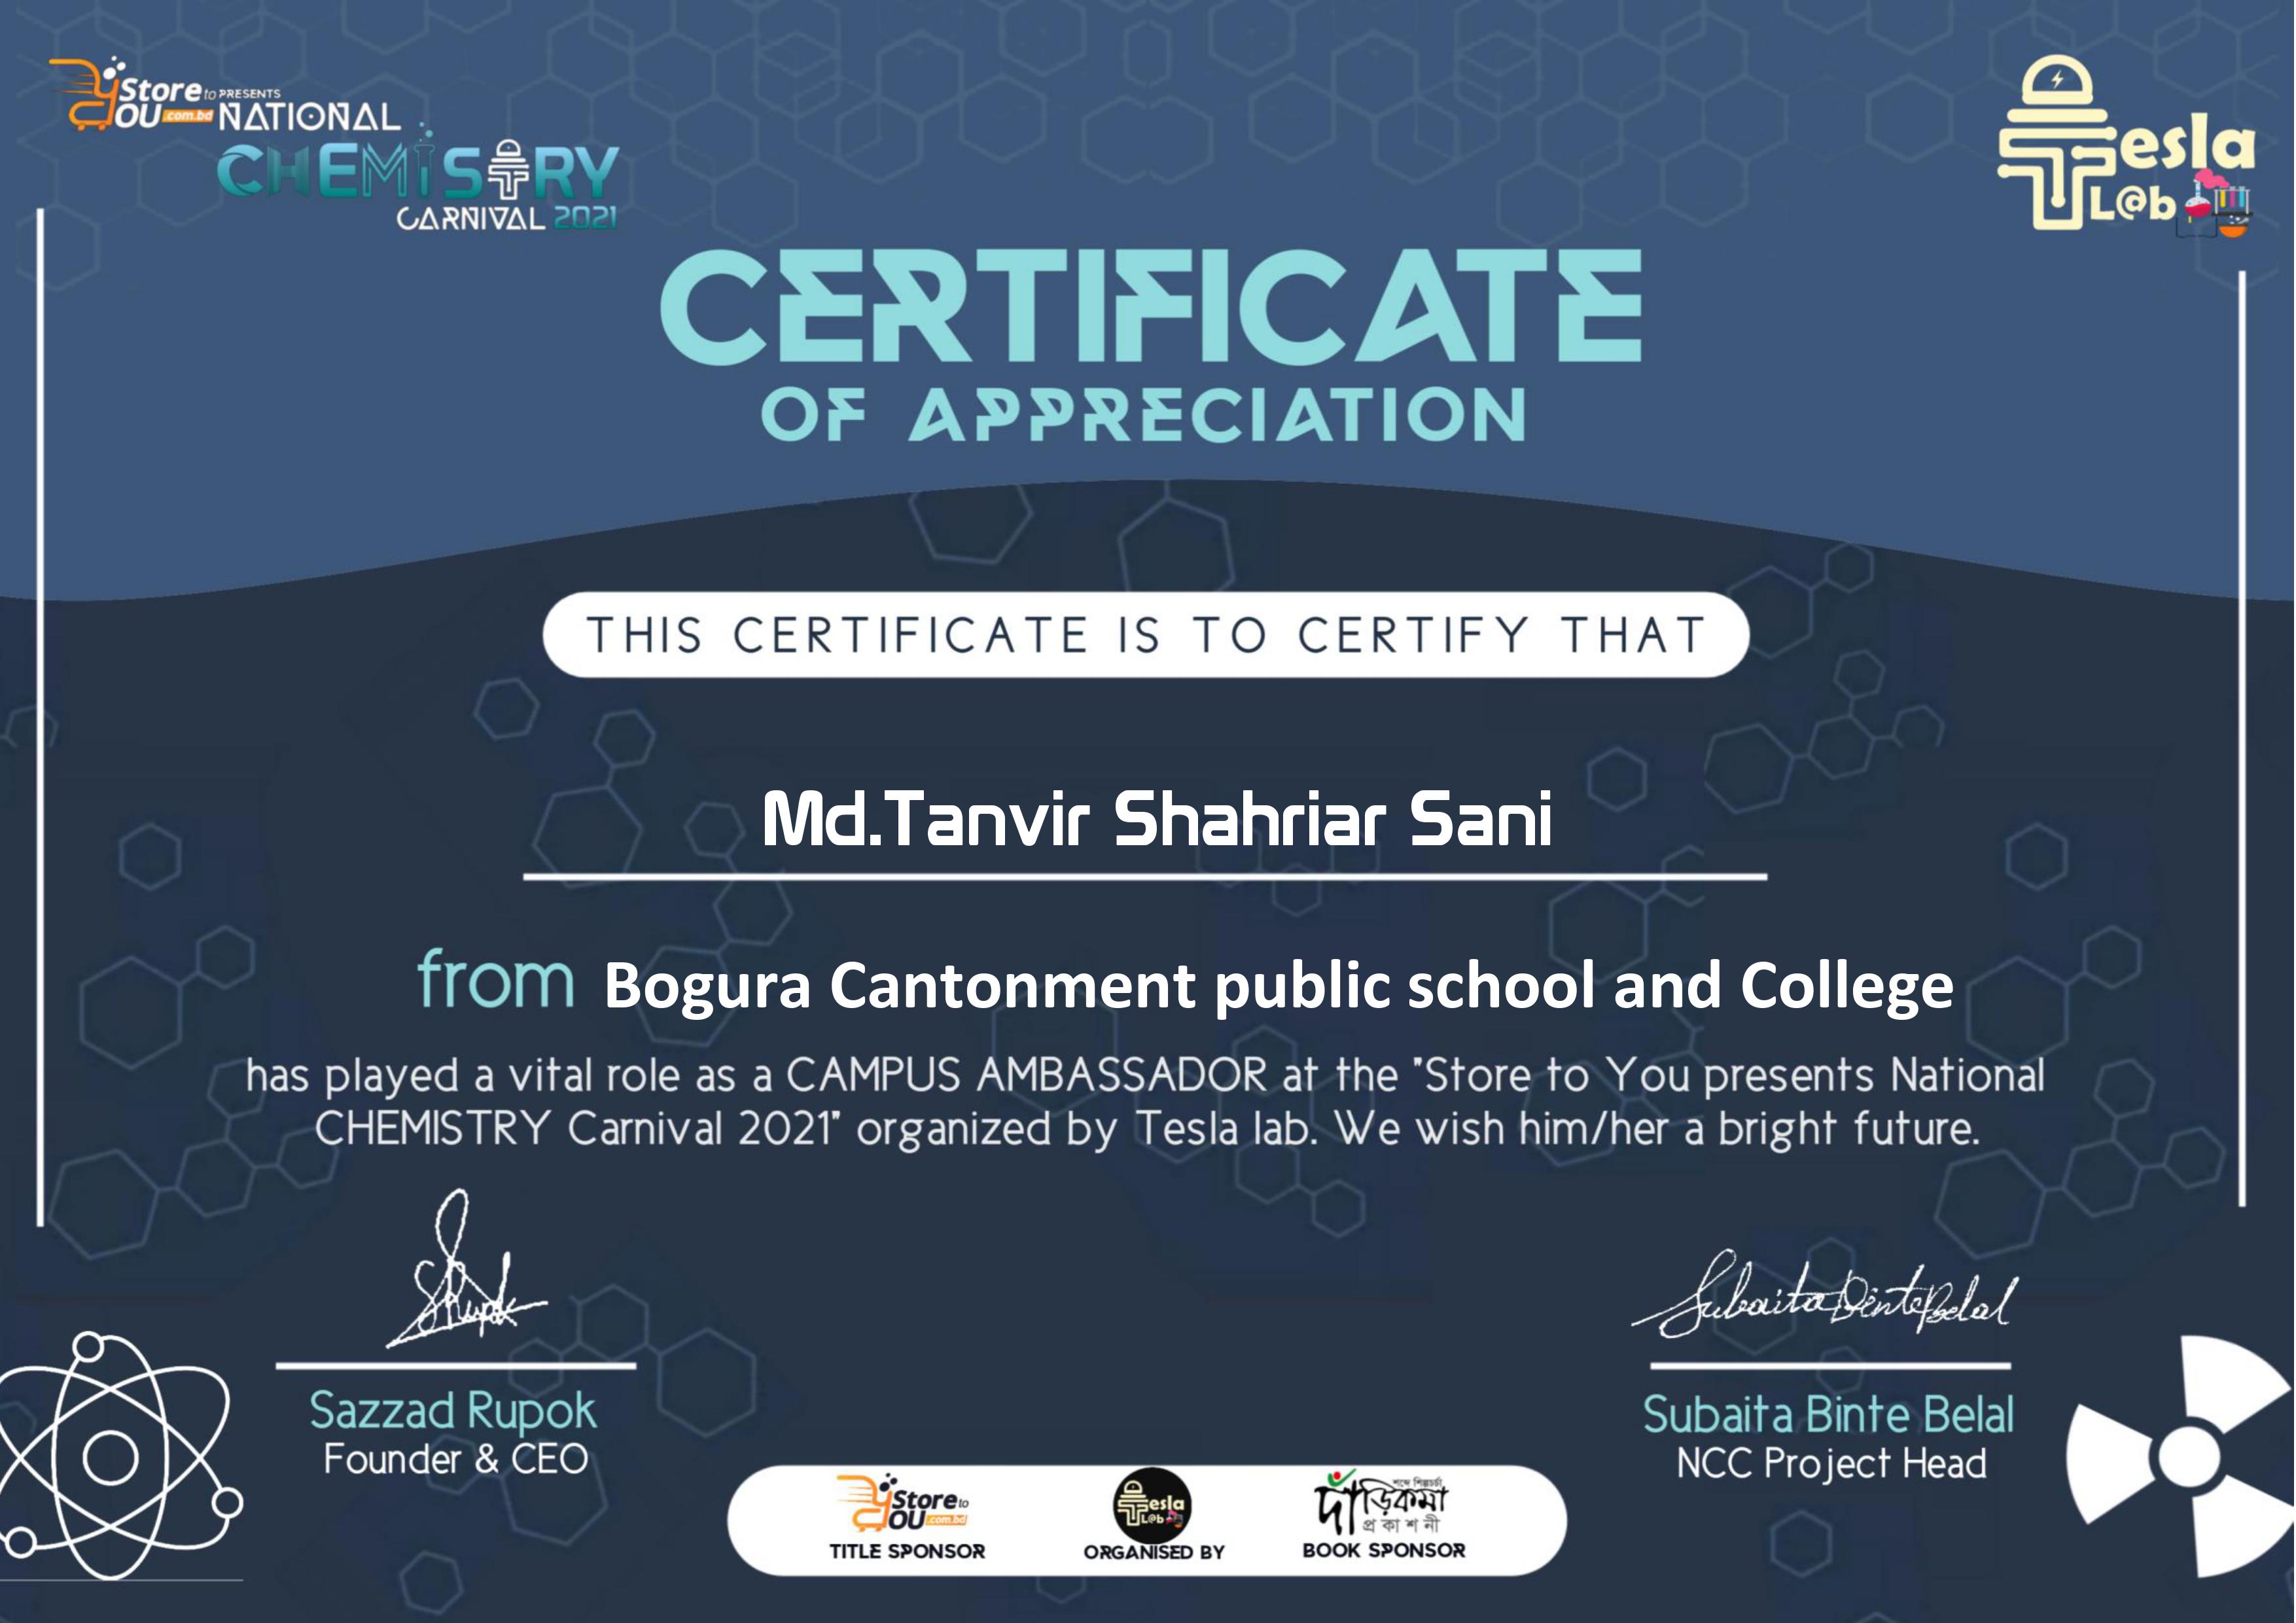 Store to PRESENTS
YOU .com.bd NATIONAL
CHEMISTRY
CARNIVAL 2021
Tesla
L@b
CERTIFICATE
OF APPRECIATION
THIS CERTIFICATE IS TO CERTIFY THAT
Md.Tanvir Shahriar Sani
from Bogura Cantonment public school and College
has played a vital role as a CAMPUS AMBASSADOR at the "Store to You presents National
CHEMISTRY Carnival 2021" organized by Tesla lab. We wish him/her a bright future.
Subaita Binte Belal
Sazzad Rupok
Founder & CEO
Subaita Binte Belal
NCC Project Head
Store to
YOU .com.bd
TITLE SPONSOR
Tesla
L@b
ORGANISED BY
শব্দে শিল্পচর্চা
দাঁড়িকমা
প্রকাশনী
BOOK SPONSOR